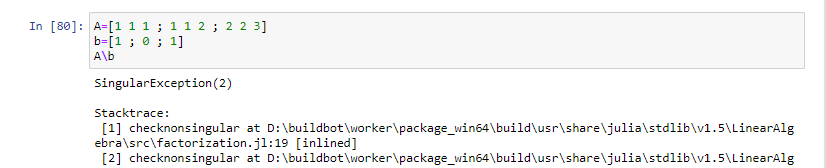 In [80]: A=[1 1 1 ; 1 1 2 ; 2 2 3]
b=[1 ; 0 ; 1]
A\b
SingularException(2)
Stacktrace:
[1] checknonsingular at D:\buildbot\worker\package_win64\build\usr\share\julia\stdlib\v1.5\LinearAlg
ebra\src\factorization.jl:19 [inlined]
[2] checknonsingular at D:\buildbot\worker\package_win64\build\usr\share\julia\stdlib\v1.5\LinearAlg